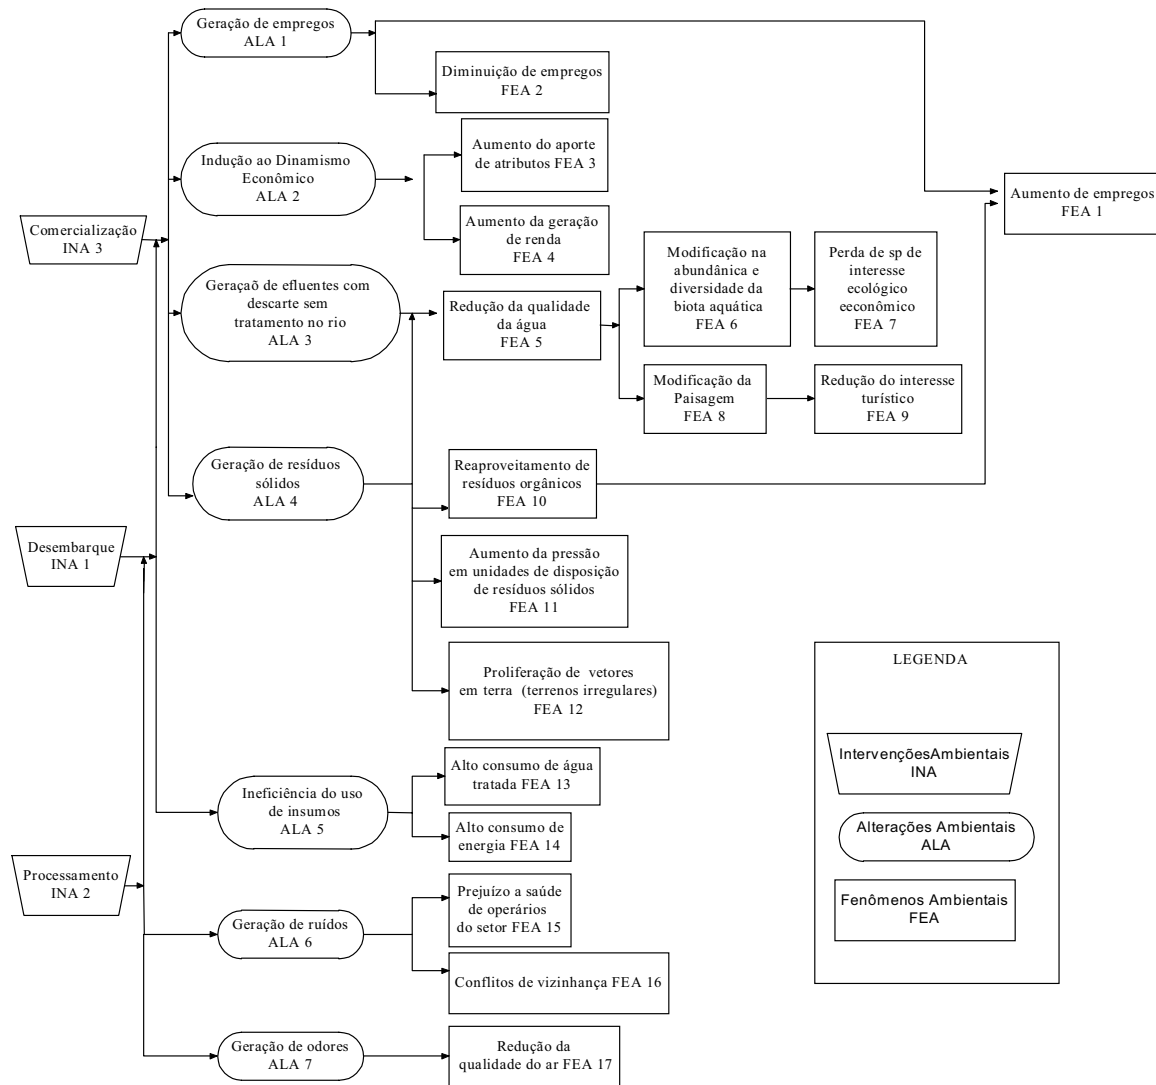 Geração de empregos
ALA 1
Diminuição de empregos
FEA 2
Aumento do aporte
de atributos FEA 3
Indução ao Dinamismo
Econômico
ALA 2
Aumento de empregos
FEA 1
Comercialização
INA 3
Aumento da geração
de renda
FEA 4
Modificação na
abundânica e
diversidade da
biota aquática
FEA 6
Perda de sp de
interesse
ecológico
eeconômico
FEA 7
Geraçaõ de efluentes com
descarte sem
tratamento no rio
ALA 3
Redução da qualidade
da água
FEA 5
Modificação da
Paisagem
FEA 8
Redução do interesse
turístico
FEA 9
Geração de resíduos
sólidos
ALA 4
Reaproveitamento de
resíduos orgânicos
FEA 10
Desembarque
INA 1
Aumento da pressão
em unidades de disposição
de resíduos sólidos
FEA 11
Proliferação de vetores
em terra (terrenos irregulares)
FEA 12
Ineficiência do uso
de insumos
ALA 5
Alto consumo de água
tratada FEA 13
Alto consumo de
energia FEA 14
Processamento
INA 2
Geração de ruídos
ALA 6
Prejuízo a saúde
de operários
do setor FEA 15
Conflitos de vizinhança FEA 16
Geração de odores
ALA 7
Redução da
qualidade do ar FEA 17
LEGENDA
IntervençõesAmbientais
INA
Alterações Ambientais
ALA
Fenômenos Ambientais
FEA